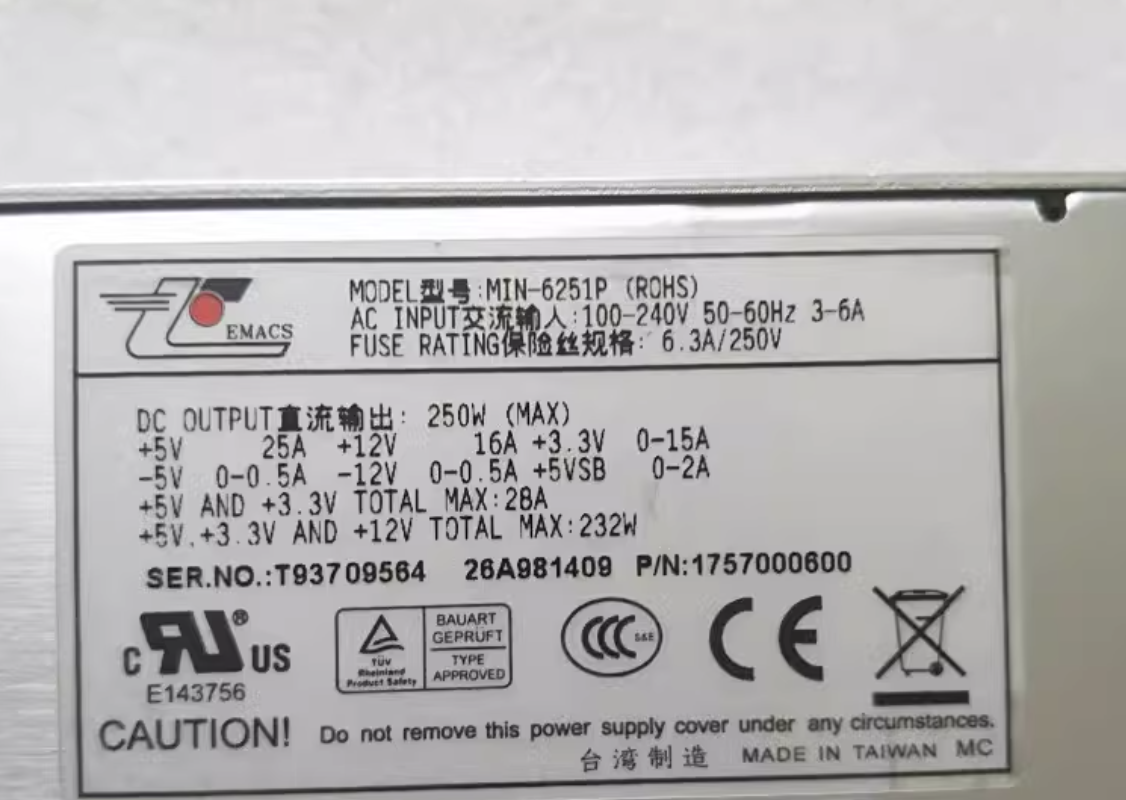 EMACS
MODEL型号:MIN-6251P (ROHS)
AC INPUT交流输入:100-240V 50-60Hz 3-6A
FUSE RATING保险丝规格: 6.3A/250V
DC OUTPUT直流输出: 250W (MAX)
+5V 25A +12V 16A +3.3V 0-15A
-5V 0-0.5A -12V 0-0.5A +5VSB 0-2A
+5V AND +3.3V TOTAL MAX:28A
+5V.+3.3V AND +12V TOTAL MAX:232W
SER.NO.:T93709564 26A981409 P/N:1757000600
C RU® US
E143756
TÜV
Rheinland
Product Safety
BAUART
GEPRÜFT
TYPE
APPROVED
CCC S&E
CE
CAUTION! Do not remove this power supply cover under any circumstances.
台湾制造 MADE IN TAIWAN MC